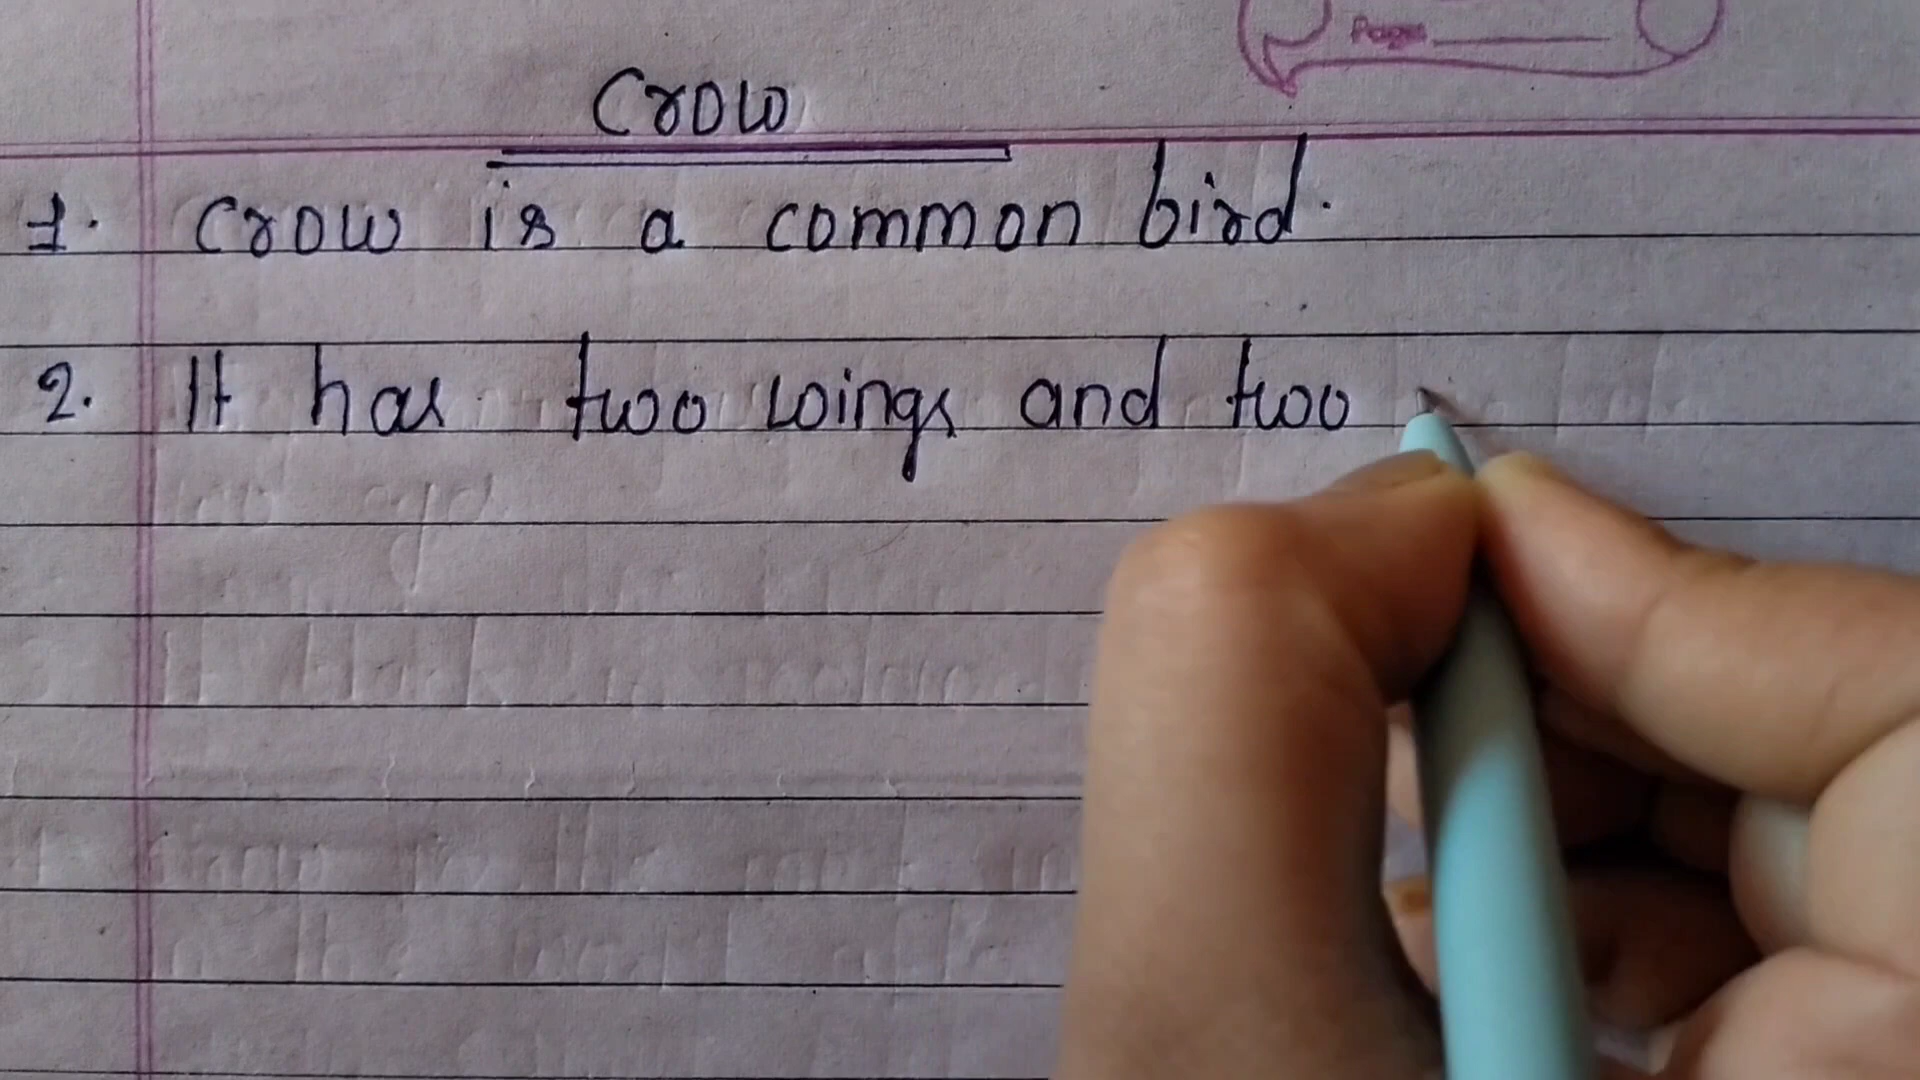 Page
Crow
1. Crow is a common bird.
2. It has two wings and two